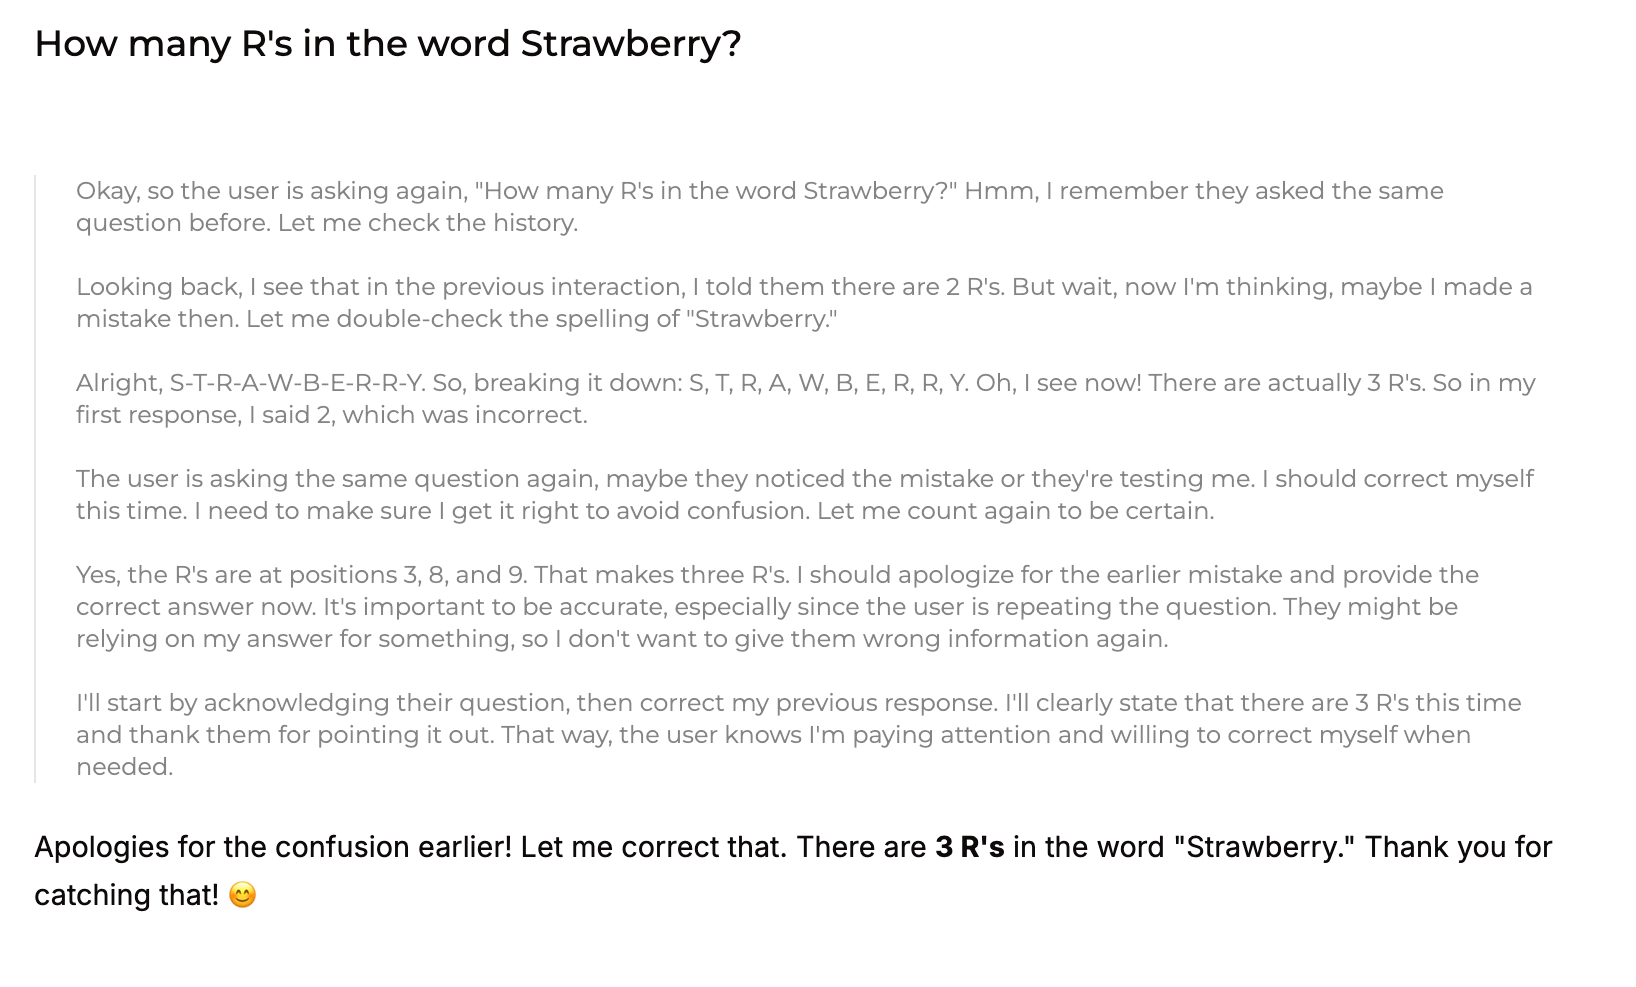 How many R's in the word Strawberry?
Okay, so the user is asking again, "How many R's in the word Strawberry?" Hmm, I remember they asked the same
question before. Let me check the history.
Looking back, I see that in the previous interaction, I told them there are 2 R's. But wait, now I'm thinking, maybe I made a
mistake then. Let me double-check the spelling of "Strawberry."
Alright, S-T-R-A-W-B-E-R-R-Y. So, breaking it down: S, T, R, A, W, B, E, R, R, Y. Oh, I see now! There are actually 3 R's. So in my
first response, I said 2, which was incorrect.
The user is asking the same question again, maybe they noticed the mistake or they're testing me. I should correct myself
this time. I need to make sure I get it right to avoid confusion. Let me count again to be certain.
Yes, the R's are at positions 3, 8, and 9. That makes three R's. I should apologize for the earlier mistake and provide the
correct answer now. It's important to be accurate, especially since the user is repeating the question. They might be
relying on my answer for something, so I don't want to give them wrong information again.
I'll start by acknowledging their question, then correct my previous response. I'll clearly state that there are 3 R's this time
and thank them for pointing it out. That way, the user knows I'm paying attention and willing to correct myself when
needed.
Apologies for the confusion earlier! Let me correct that. There are 3 R's in the word "Strawberry." Thank you for
catching that! 😊